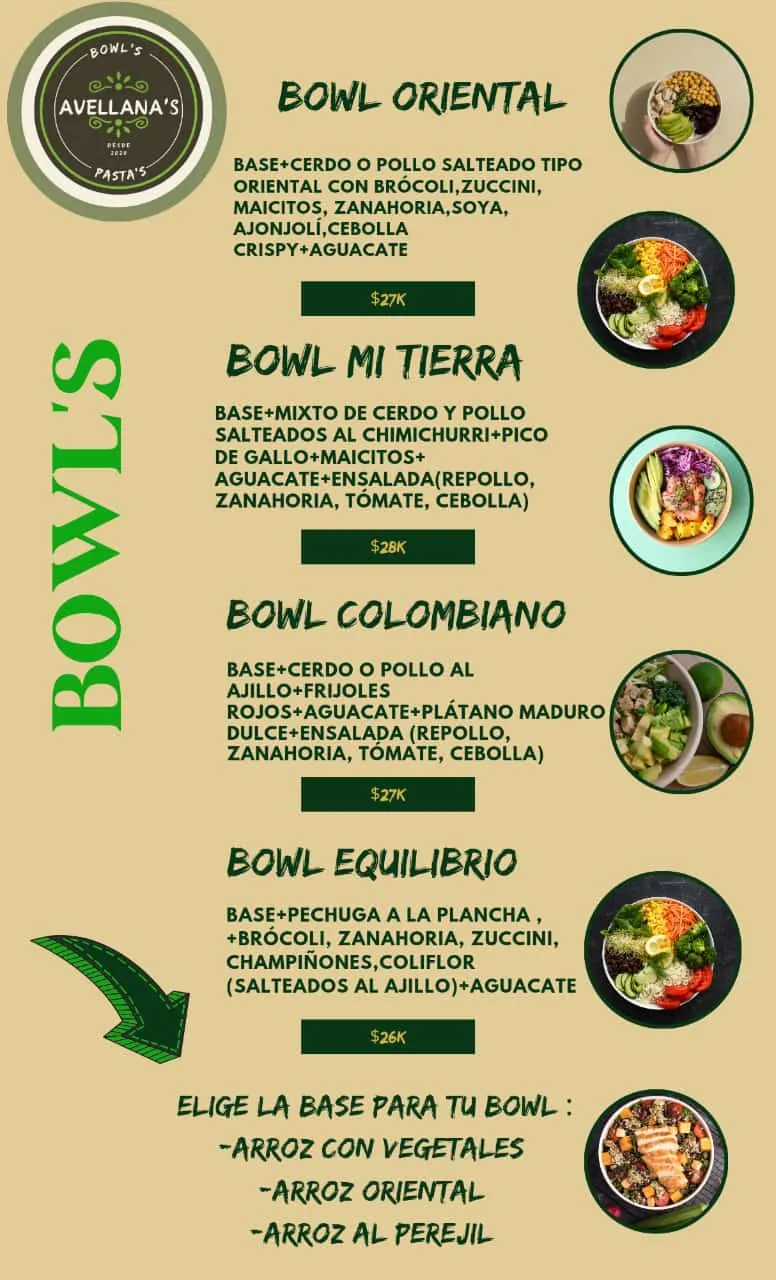 BOWL'S
AVELLANA'S
DESDE
2020
PASTA'S
BOWL'S
BOWL ORIENTAL
BASE+CERDO O POLLO SALTEADO TIPO
ORIENTAL CON BRÓCOLI,ZUCCINI,
MAICITOS, ZANAHORIA,SOYA,
AJONJOLÍ,CEBOLLA
CRISPY+AGUACATE
$27K
BOWL MI TIERRA
BASE+MIXTO DE CERDO Y POLLO
SALTEADOS AL CHIMICHURRI+PICO
DE GALLO+MAICITOS+
AGUACATE+ENSALADA(REPOLLO,
ZANAHORIA, TÓMATE, CEBOLLA)
$28K
BOWL COLOMBIANO
BASE+CERDO O POLLO AL
AJILLO+FRIJOLES
ROJOS+AGUACATE+PLÁTANO MADURO
DULCE+ENSALADA (REPOLLO,
ZANAHORIA, TÓMATE, CEBOLLA)
$27K
BOWL EQUILIBRIO
BASE+PECHUGA A LA PLANCHA ,
+BRÓCOLI, ZANAHORIA, ZUCCINI,
CHAMPIÑONES,COLIFLOR
(SALTEADOS AL AJILLO)+AGUACATE
$26K
ELIGE LA BASE PARA TU BOWL :
-ARROZ CON VEGETALES
-ARROZ ORIENTAL
-ARROZ AL PEREJIL